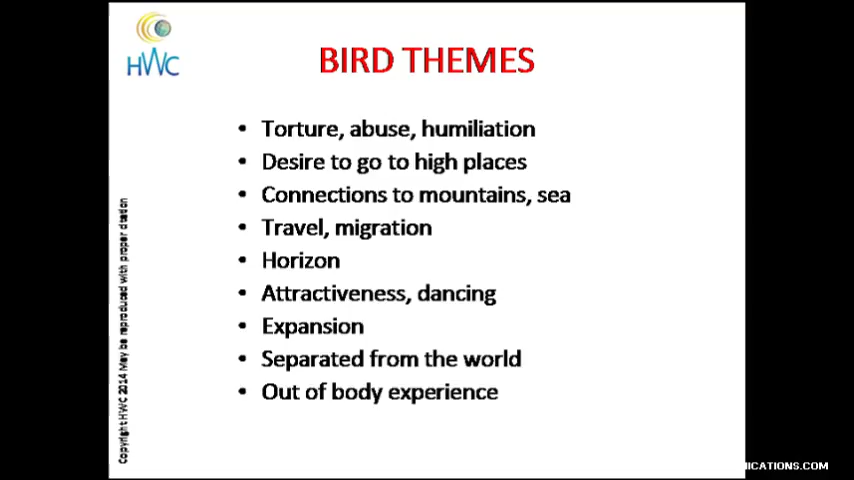 HWC
BIRD THEMES
• Torture, abuse, humiliation
• Desire to go to high places
• Connections to mountains, sea
• Travel, migration
• Horizon
• Attractiveness, dancing
• Expansion
• Separated from the world
• Out of body experience
Copyright HWC 2014 May be reproduced with proper citation
NICATIONS.COM